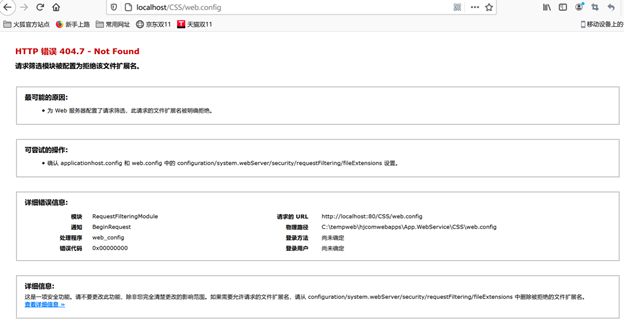 localhost/CSS/web.config
火狐官方站点 新手上路 常用网址 京东双11 天猫双11 移动设备上的
HTTP 错误 404.7 - Not Found
请求筛选模块被配置为拒绝该文件扩展名。
最可能的原因:
• 为 Web 服务器配置了请求筛选，此请求的文件扩展名被明确拒绝。
可尝试的操作:
• 确认 applicationhost.config 和 web.config 中的 configuration/system.webServer/security/requestFiltering/fileExtensions 设置。
详细错误信息:
模块 RequestFilteringModule 请求的 URL http://localhost:80/CSS/web.config
通知 BeginRequest 物理路径 C:\tempweb\hjcomwebapps\App.WebService\CSS\web.config
处理程序 web_config 登录方法 尚未确定
错误代码 0x00000000 登录用户 尚未确定
详细信息:
这是一项安全功能。请不要更改此功能，除非您完全清楚更改的影响范围。如果需要允许请求的文件扩展名，请从 configuration/system.webServer/security/requestFiltering/fileExtensions 中删除被拒绝的文件扩展名。
查看详细信息 »